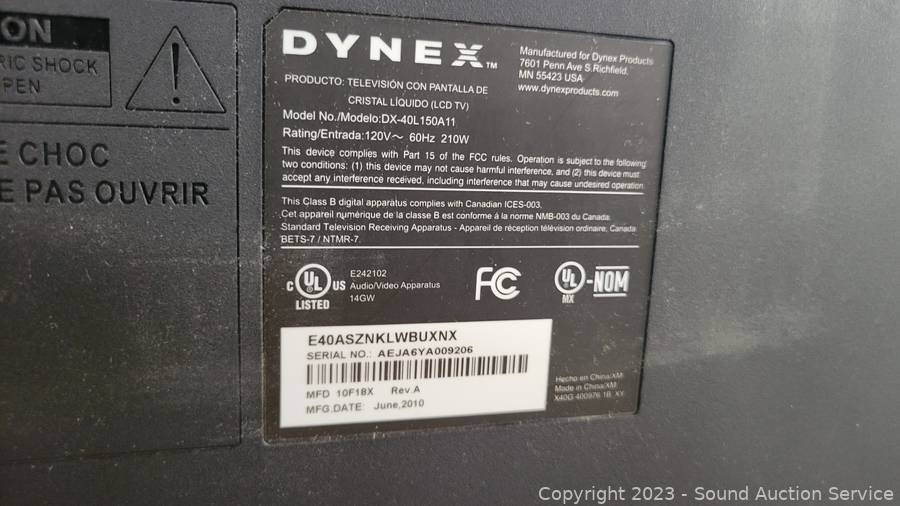 ON
RIC SHOCK
PEN
E CHOC
E PAS OUVRIR
DYNEX™
Manufactured for Dynex Products
7601 Penn Ave S.Richfield,
MN 55423 USA
www.dynexproducts.com
PRODUCTO: TELEVISIÓN CON PANTALLA DE
CRISTAL LÍQUIDO (LCD TV)
Model No./Modelo:DX-40L150A11
Rating/Entrada:120V～ 60Hz 210W
This device complies with Part 15 of the FCC rules. Operation is subject to the following
two conditions: (1) this device may not cause harmful interference, and (2) this device must
accept any interference received, including interference that may cause undesired operation.
This Class B digital apparatus complies with Canadian ICES-003.
Cet appareil numérique de la classe B est conforme à la norme NMB-003 du Canada.
Standard Television Receiving Apparatus - Appareil de réception télévision ordinaire, Canada
BETS-7 / NTMR-7.
C UL US
LISTED
E242102
Audio/Video Apparatus
14GW
FC
UL
MX
-NOM
E40ASZNKLWBUXNX
SERIAL NO.: AEJA6YA009206
MFD 10F18X Rev.A
MFG.DATE: June,2010
Hecho en China/XM
Made in China/XM
X40G 400976 1B XY
Copyright 2023 - Sound Auction Service